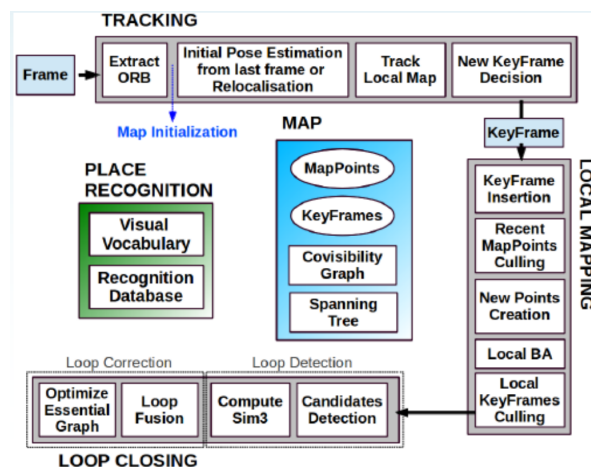 TRACKING
Frame
Extract
ORB
Initial Pose Estimation
from last frame or
Relocalisation
Track
Local Map
New KeyFrame
Decision
Map Initialization
KeyFrame
MAP
MapPoints
KeyFrames
Covisibility
Graph
Spanning
Tree
PLACE
RECOGNITION
Visual
Vocabulary
Recognition
Database
LOCAL MAPPING
KeyFrame
Insertion
Recent
MapPoints
Culling
New Points
Creation
Local BA
Local
KeyFrames
Culling
Loop Correction
Loop Detection
Optimize
Essential
Graph
Loop
Fusion
Compute
Sim3
Candidates
Detection
LOOP CLOSING